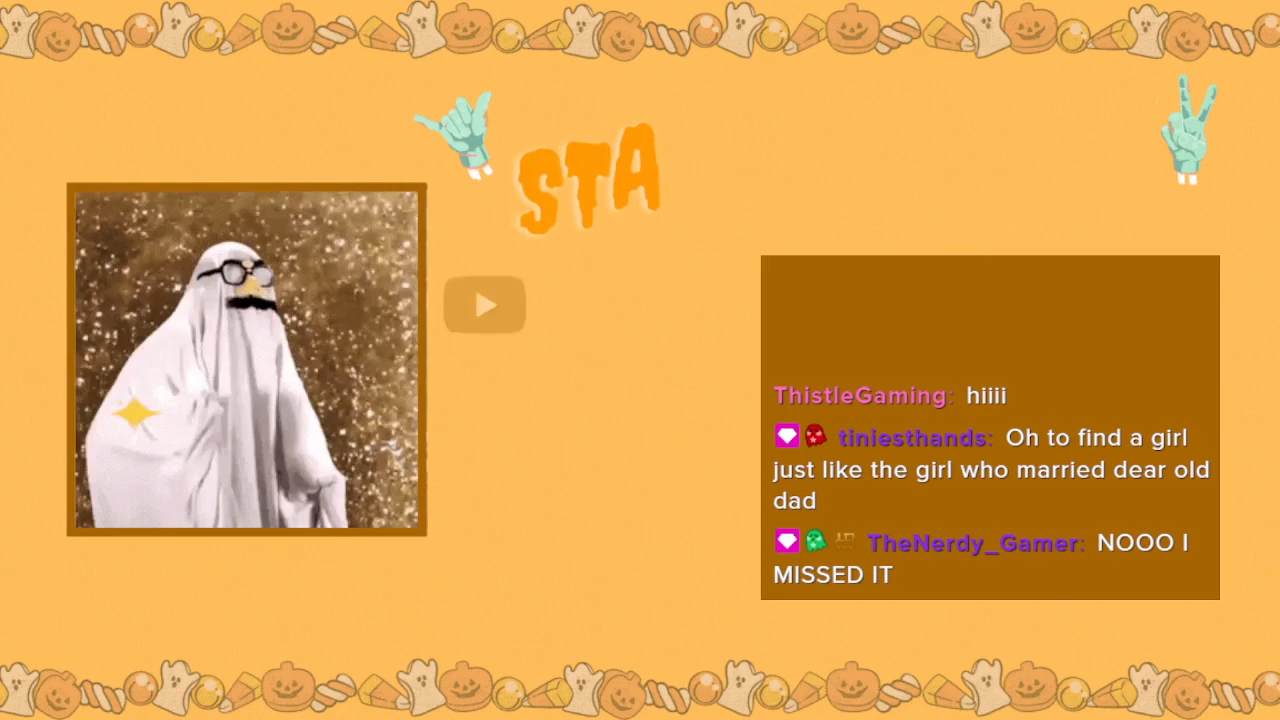 STA
ThistleGaming: hiiii
tiniesthands: Oh to find a girl
just like the girl who married dear old
dad
TheNerdy_Gamer: NOOO I
MISSED IT